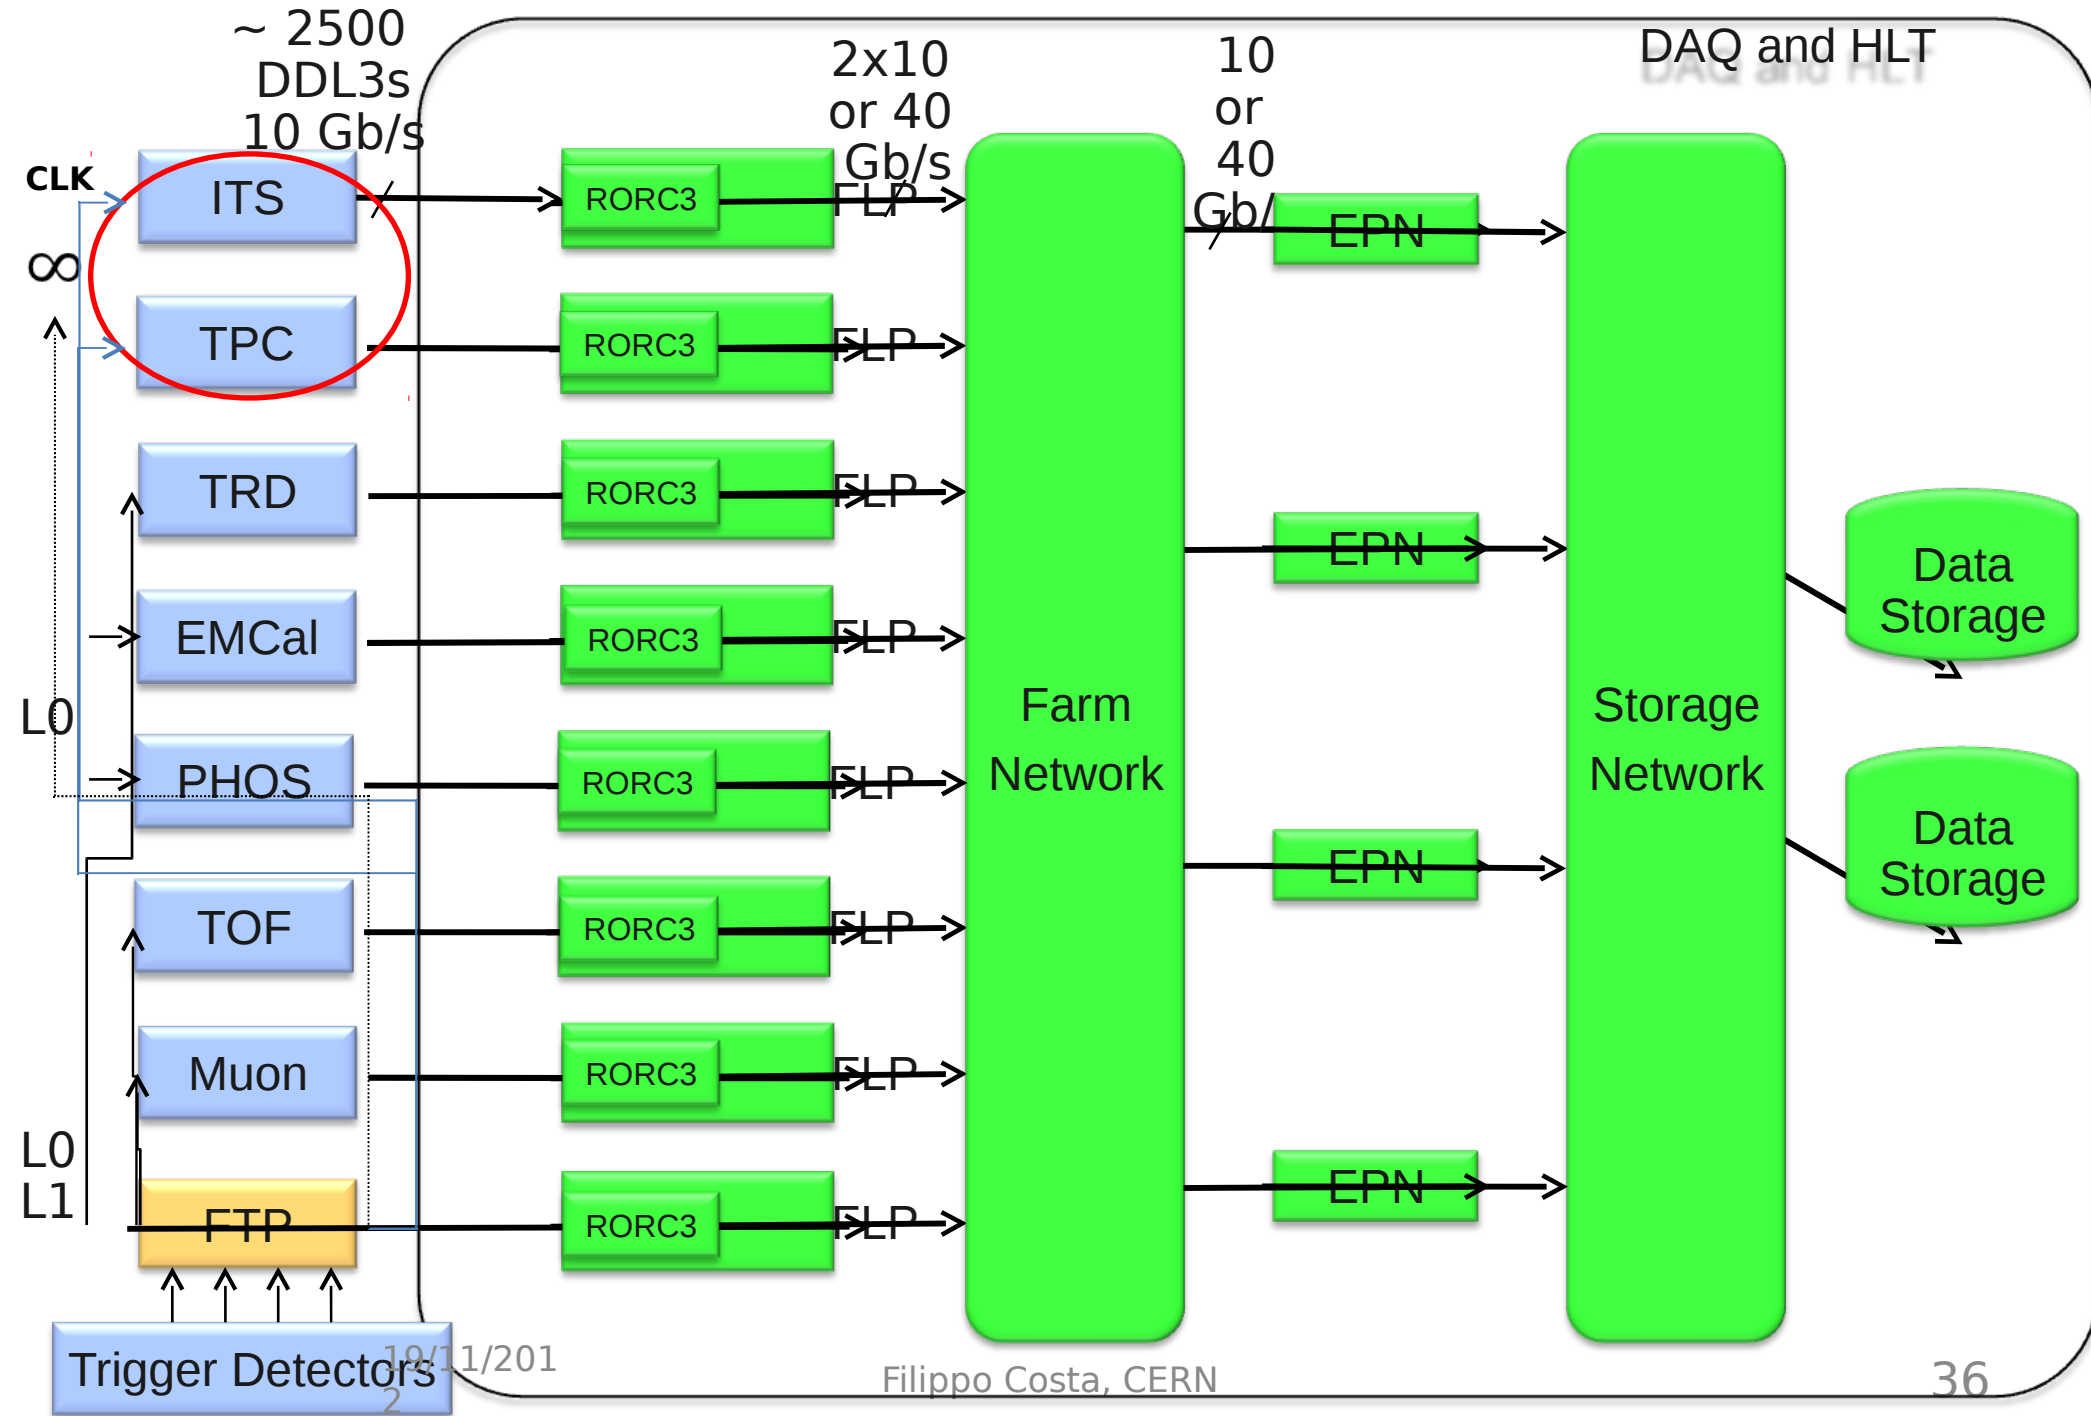 ~ 2500
DDL3s
10 Gb/s
2x10
or 40
Gb/s
10
or
40
Gb/
DAQ and HLT
CLK
ITS
RORC3
FLP
EPN
∞
TPC
RORC3
FLP
TRD
RORC3
FLP
EPN
Data
Storage
EMCal
RORC3
FLP
L0
Farm
Network
Storage
Network
PHOS
RORC3
FLP
EPN
Data
Storage
TOF
RORC3
FLP
Muon
RORC3
FLP
L0
L1
FTP
RORC3
FLP
EPN
Trigger Detectors
19/11/201
2
Filippo Costa, CERN
36